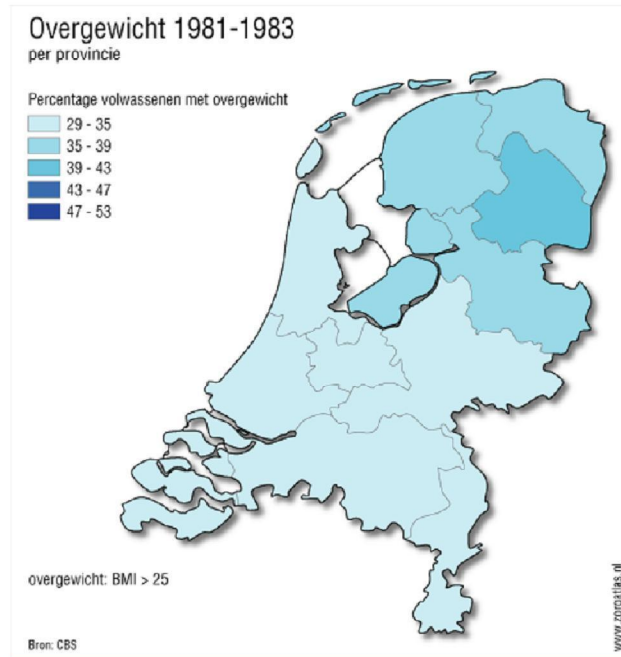 Overgewicht 1981-1983
per provincie
Percentage volwassenen met overgewicht
29 - 35
35 - 39
39 - 43
43 - 47
47 - 53
overgewicht: BMI > 25
Bron: CBS
www.zorgatlas.nl